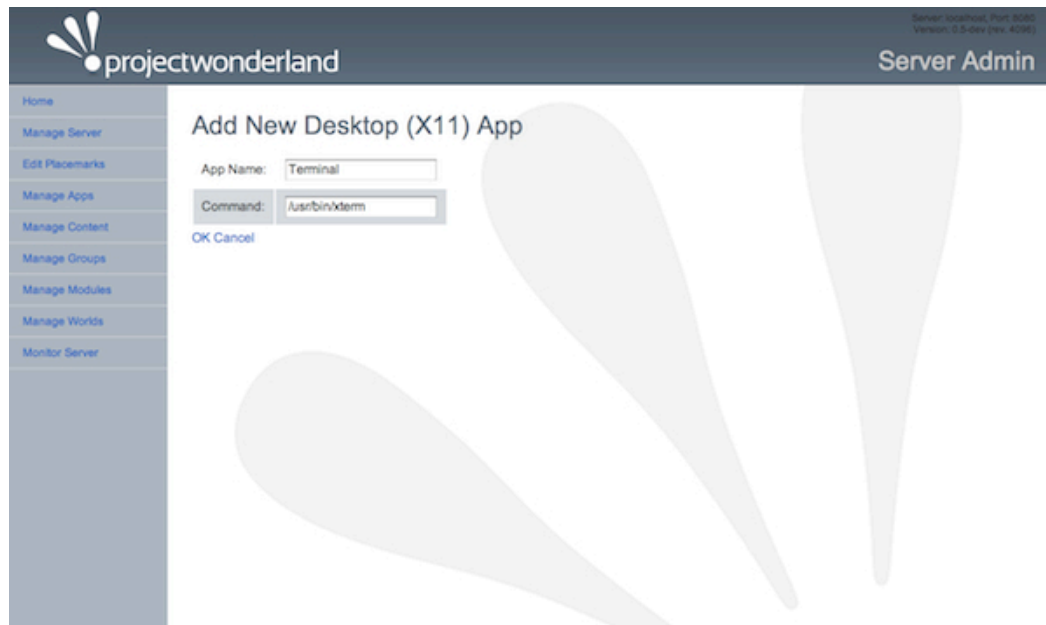 Server: localhost, Port: 8080
Version: 0.5-dev (rev. 4096)
projectwonderland
Server Admin
Home
Manage Server
Edit Placemarks
Manage Apps
Manage Content
Manage Groups
Manage Modules
Manage Worlds
Monitor Server
Add New Desktop (X11) App
App Name: Terminal
Command: /usr/bin/xterm
OK Cancel